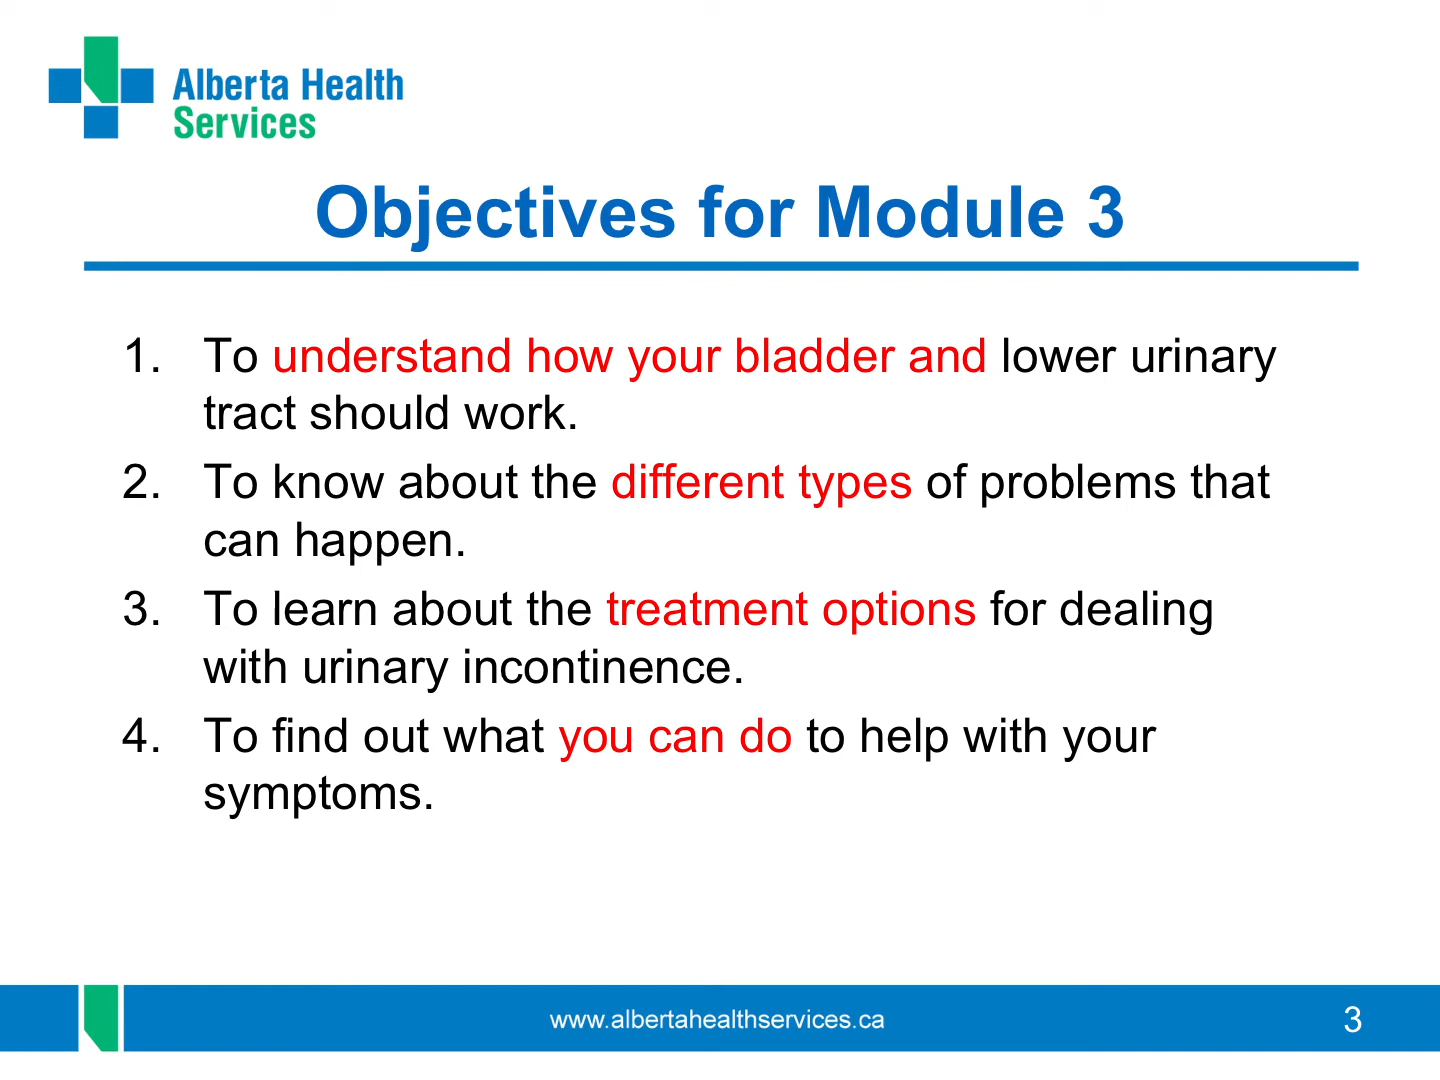 Alberta Health
Services
Objectives for Module 3
1. To understand how your bladder and lower urinary
tract should work.
2. To know about the different types of problems that
can happen.
3. To learn about the treatment options for dealing
with urinary incontinence.
4. To find out what you can do to help with your
symptoms.
www.albertahealthservices.ca
3